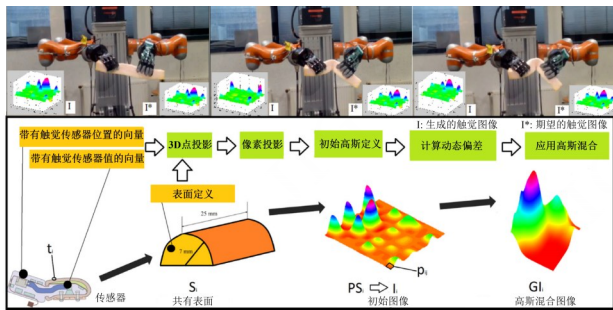 I I* I I* I I*
I: 生成的触觉图像 I*: 期望的触觉图像
带有触觉传感器位置的向量
带有触觉传感器值的向量
3D点投影 像素投影 初始高斯定义 计算动态偏差 应用高斯混合
表面定义
25 mm
7 mm
tᵢ
pᵢ
传感器
Sᵢ PSᵢ ⇨ Iᵢ GIᵢ
共有表面 初始图像 高斯混合图像